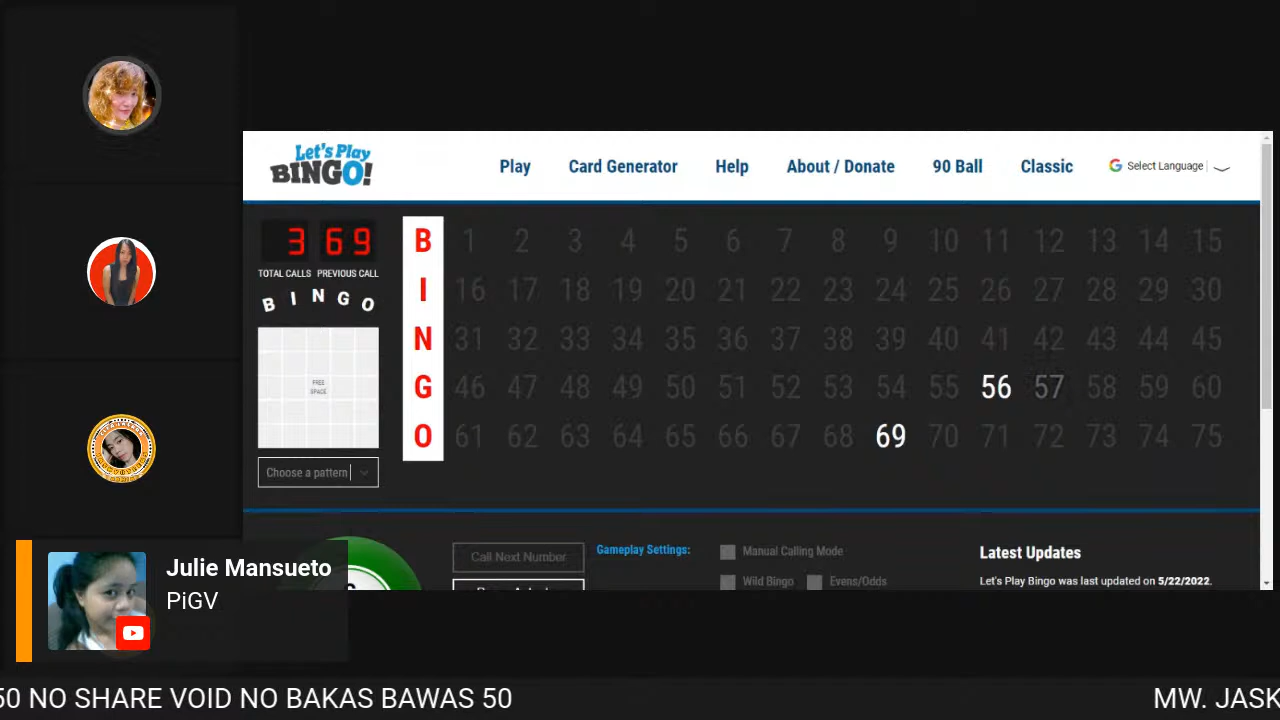 Let's Play
BINGO!
Play Card Generator Help About / Donate 90 Ball Classic Select Language
3 69
TOTAL CALLS PREVIOUS CALL
B I N G O
FREE
SPACE
Choose a pattern
B 1 2 3 4 5 6 7 8 9 10 11 12 13 14 15
I 16 17 18 19 20 21 22 23 24 25 26 27 28 29 30
N 31 32 33 34 35 36 37 38 39 40 41 42 43 44 45
G 46 47 48 49 50 51 52 53 54 55 56 57 58 59 60
O 61 62 63 64 65 66 67 68 69 70 71 72 73 74 75
Call Next Number
Gameplay Settings:
Manual Calling Mode
Wild Bingo Evens/Odds
Latest Updates
Let's Play Bingo was last updated on 5/22/2022.
Julie Mansueto
PiGV
50 NO SHARE VOID NO BAKAS BAWAS 50
MW. JASK